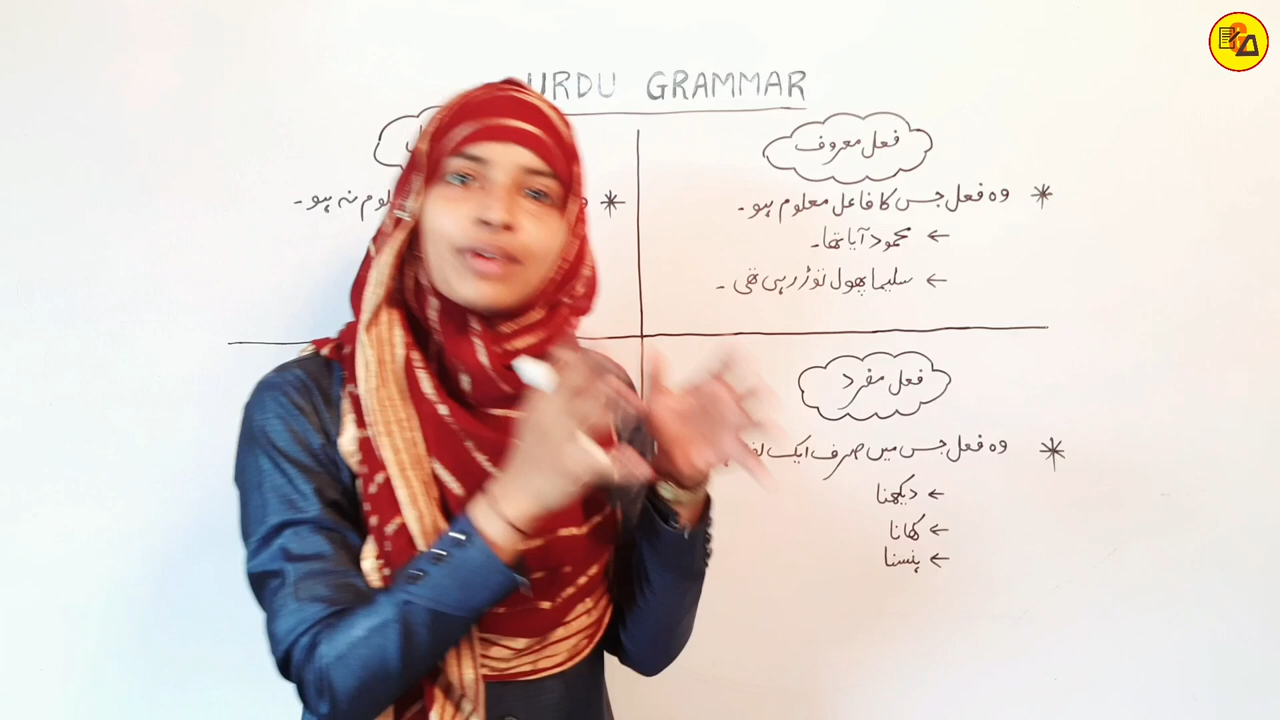 URDU GRAMMAR
فعل معروف
وہ فعل جس کا فاعل معلوم ہو۔
محمود آیا تھا۔
سلیما پھول توڑ رہی تھی۔
معلوم نہ ہو۔
فعل مفرد
وہ فعل جس میں صرف ایک
دیکھنا
کھانا
ہنسنا